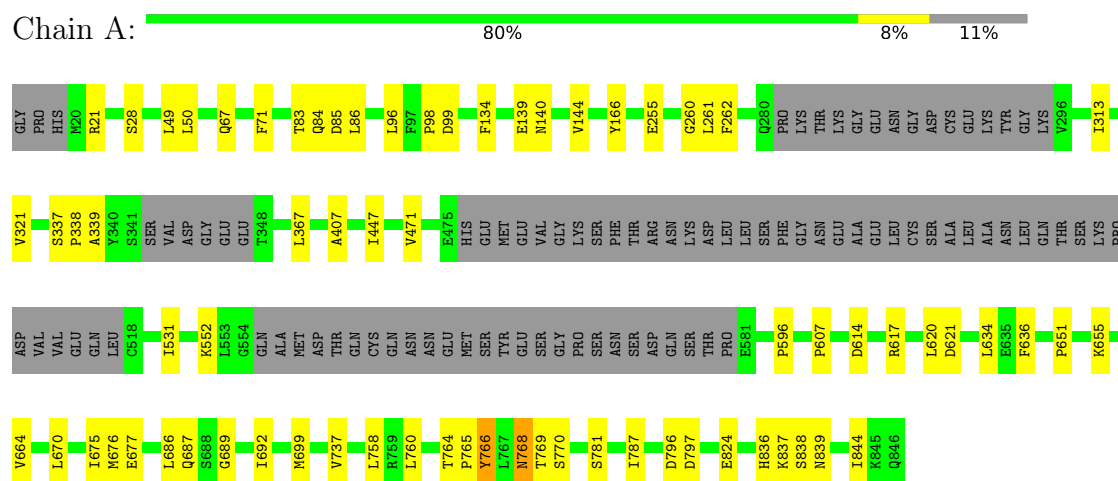 Chain A:
80% 8% 11%
GLY PRO HIS M20 R21 S28 L49 L50 Q67 F71 T83 Q84 D85 L86 L96 F97 P98 D99 F134 E139 N140 V144 Y166 E255 G260 L261 F262 Q280 PRO LYS THR LYS GLY GLU ASN GLY ASP CYS GLU LYS TYR GLY LYS V296 I313
V321 S337 P338 A339 Y340 S341 SER VAL ASP GLY GLU GLU T348 L367 A407 I447 V471 E475 HIS GLU MET GLU VAL GLY LYS SER PHE THR ARG ASN LYS ASP LEU LEU SER PHE GLY ASN GLU ALA GLU LEU CYS SER ALA LEU ALA ASN LEU GLN THR SER LYS PRO
ASP VAL VAL GLU GLN LEU C518 I531 K552 L553 G554 GLN ALA MET ASP THR GLN CYS GLN ASN ASN GLU MET SER TYR GLU SER GLY PRO SER ASN SER ASP GLN SER THR PRO E581 P596 P607 D614 R617 L620 D621 L634 E635 F636 P651 K655
V664 L670 I675 M676 E677 L686 Q687 S688 G689 I692 M699 V737 L758 R759 L760 T764 P765 Y766 L767 N768 T769 S770 S781 I787 D796 D797 E824 H836 K837 S838 N839 I844 K845 Q846